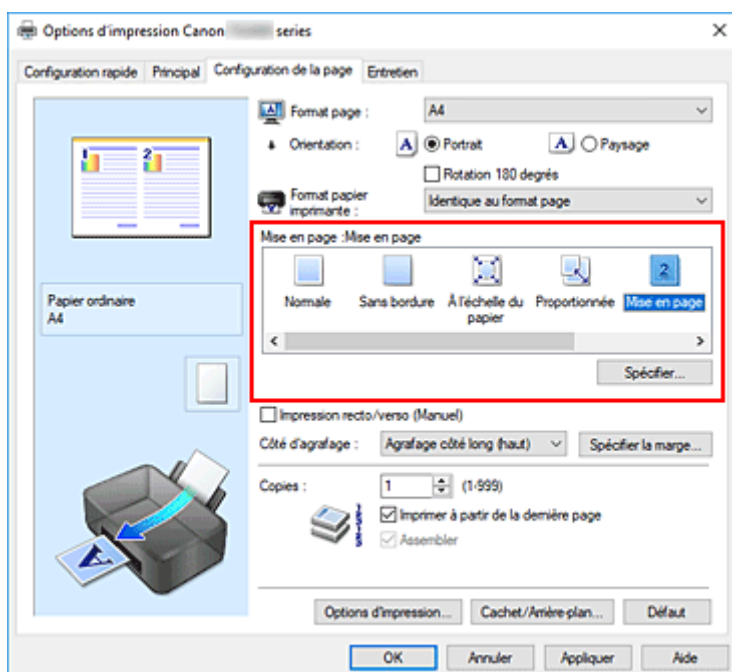 Options d'impression Canon series
Configuration rapide Principal Configuration de la page Entretien
Format page : A4
Orientation : A Portrait A Paysage
Rotation 180 degrés
Format papier
imprimante : Identique au format page
Mise en page :Mise en page
1 2
2
Normale Sans bordure À l'échelle du Proportionnée Mise en page
papier
Papier ordinaire
A4
Spécifier...
Impression recto/verso (Manuel)
Côté d'agrafage : Agrafage côté long (haut) Spécifier la marge...
Copies : 1 (1-999)
Imprimer à partir de la dernière page
Assembler
A
Options d'impression... Cachet/Arrière-plan... Défaut
OK Annuler Appliquer Aide